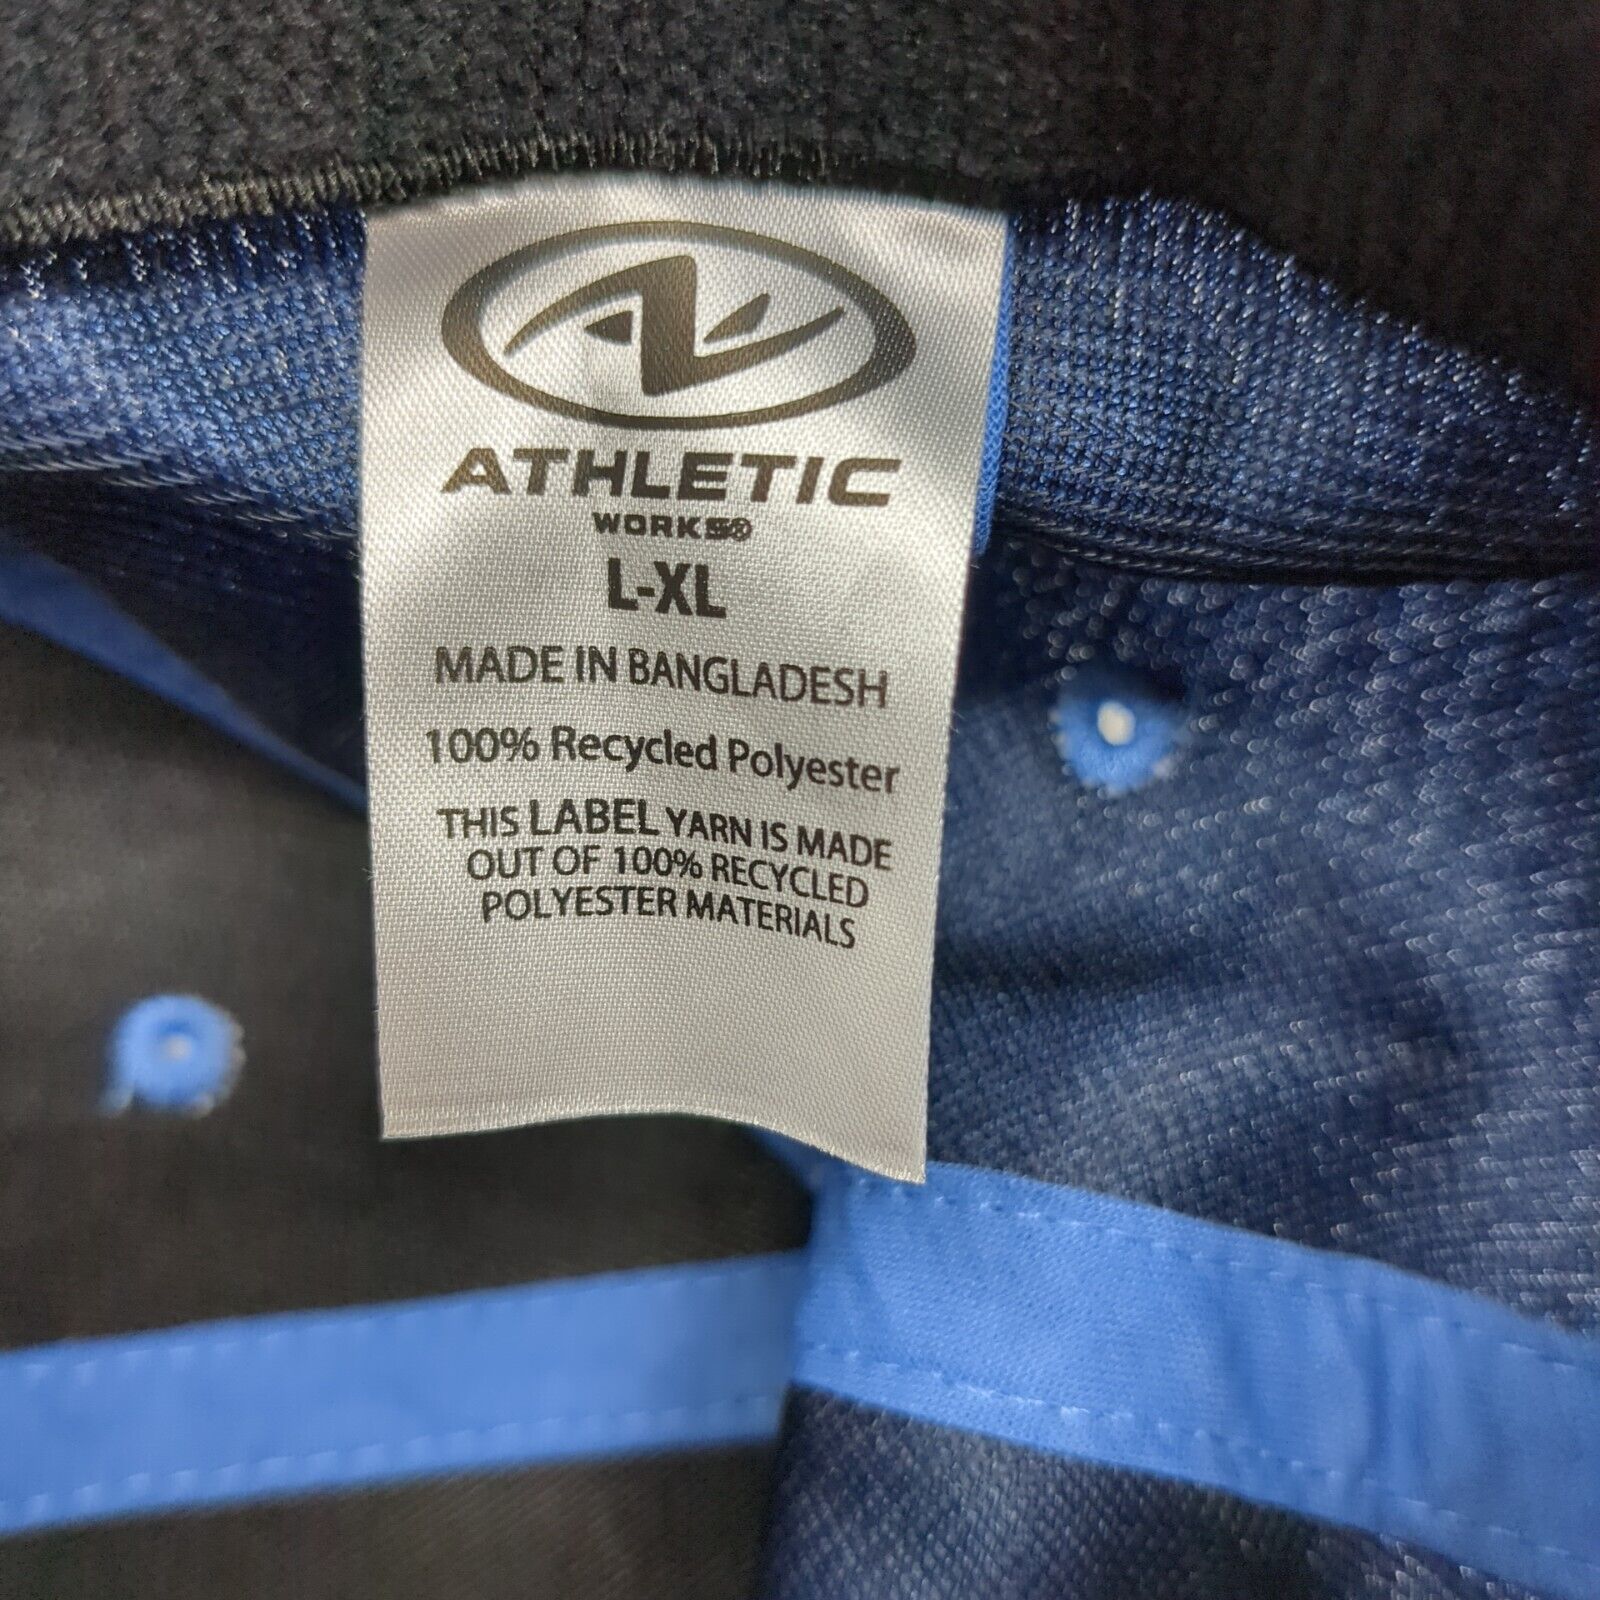 ATHLETIC
WORKS®
L-XL
MADE IN BANGLADESH
100% Recycled Polyester
THIS LABEL YARN IS MADE
OUT OF 100% RECYCLED
POLYESTER MATERIALS